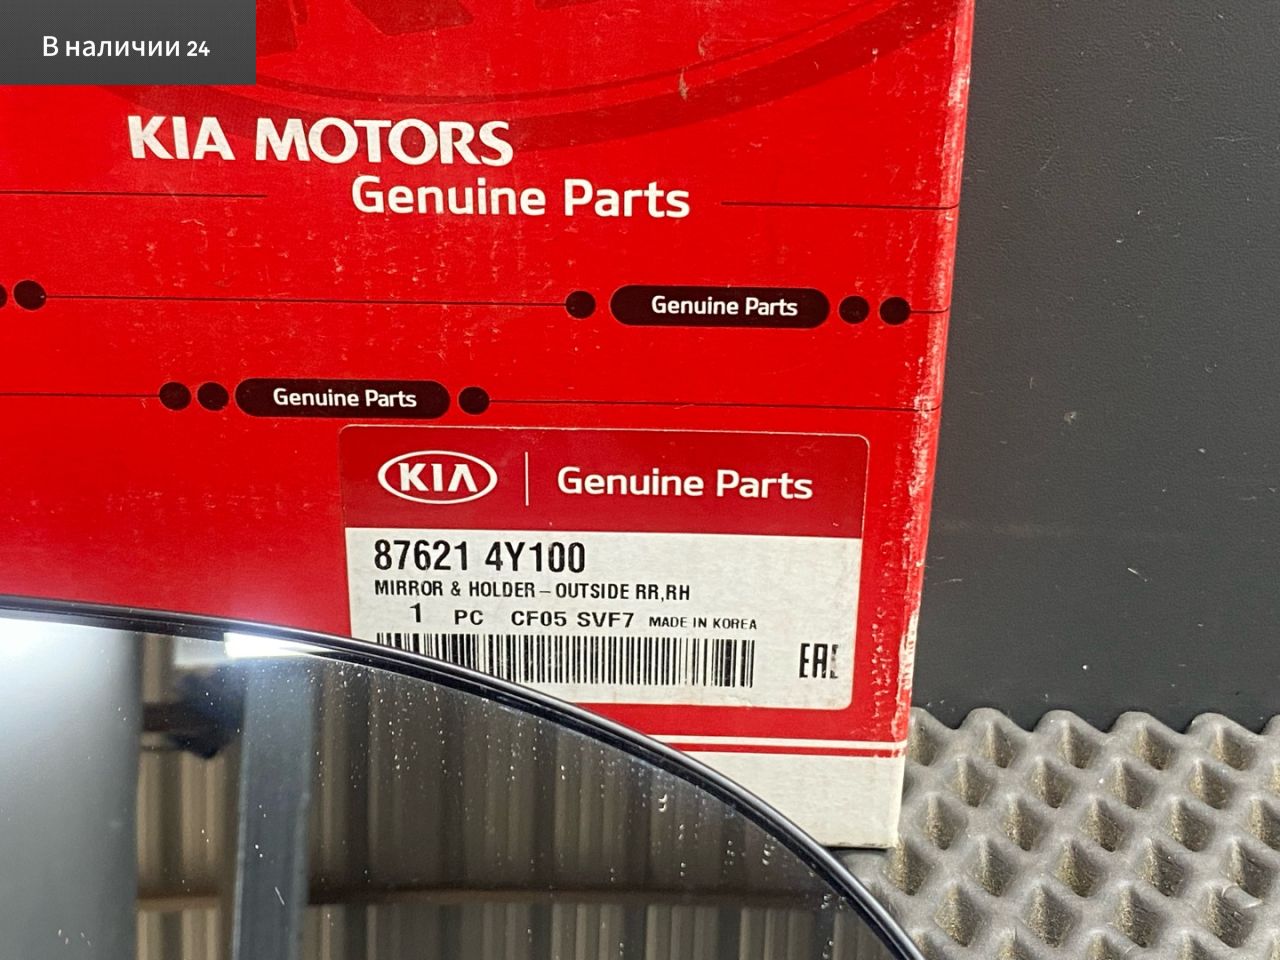 В наличии 24
KIA MOTORS
Genuine Parts
Genuine Parts
Genuine Parts
KIA Genuine Parts
87621 4Y100
MIRROR & HOLDER – OUTSIDE RR,RH
1 PC CF05 SVF7 MADE IN KOREA
EAC